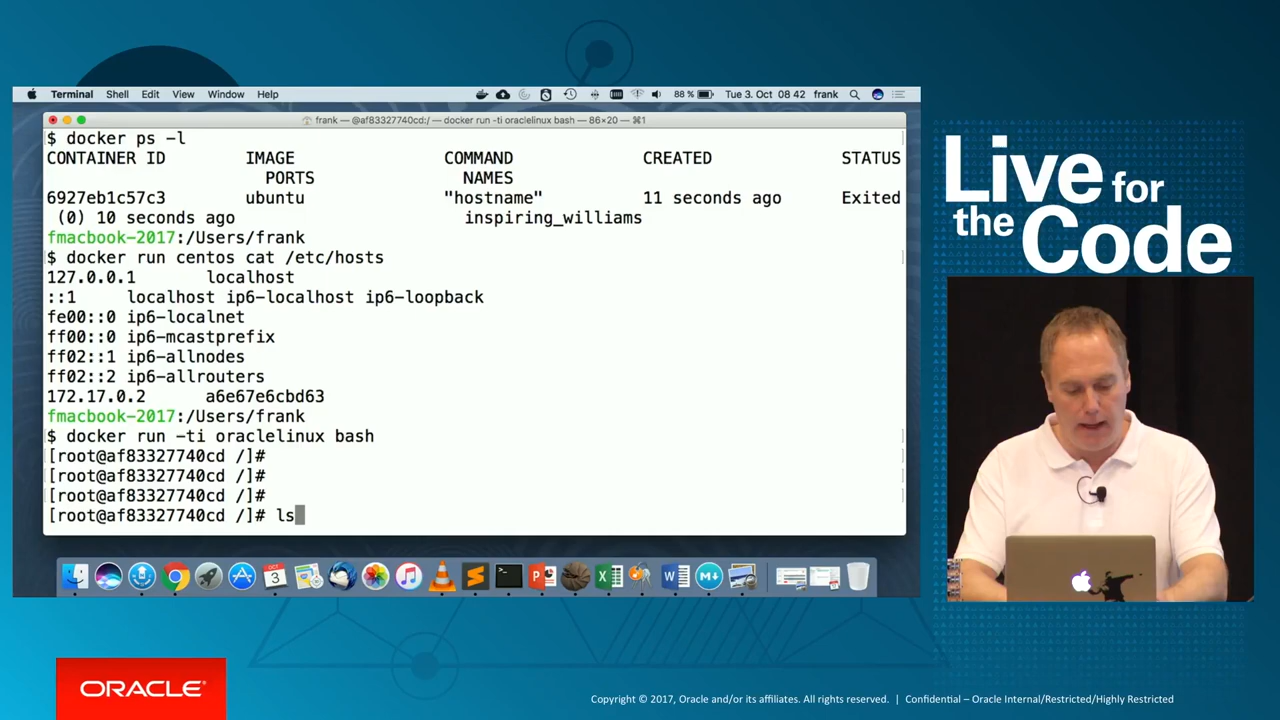 Terminal Shell Edit View Window Help 88 % Tue 3. Oct 08:42 frank
frank — @af83327740cd:/ — docker run -ti oraclelinux bash — 86×20 — ⌘1
$ docker ps -l
CONTAINER ID IMAGE COMMAND CREATED STATUS
PORTS NAMES
6927eb1c57c3 ubuntu "hostname" 11 seconds ago Exited
(0) 10 seconds ago inspiring_williams
fmacbook-2017:/Users/frank
$ docker run centos cat /etc/hosts
127.0.0.1 localhost
::1 localhost ip6-localhost ip6-loopback
fe00::0 ip6-localnet
ff00::0 ip6-mcastprefix
ff02::1 ip6-allnodes
ff02::2 ip6-allrouters
172.17.0.2 a6e67e6cbd63
fmacbook-2017:/Users/frank
$ docker run -ti oraclelinux bash
[root@af83327740cd /]#
[root@af83327740cd /]#
[root@af83327740cd /]#
[root@af83327740cd /]# ls
Live for
the Code
OCT
3
ORACLE
Copyright © 2017, Oracle and/or its affiliates. All rights reserved. | Confidential – Oracle Internal/Restricted/Highly Restricted